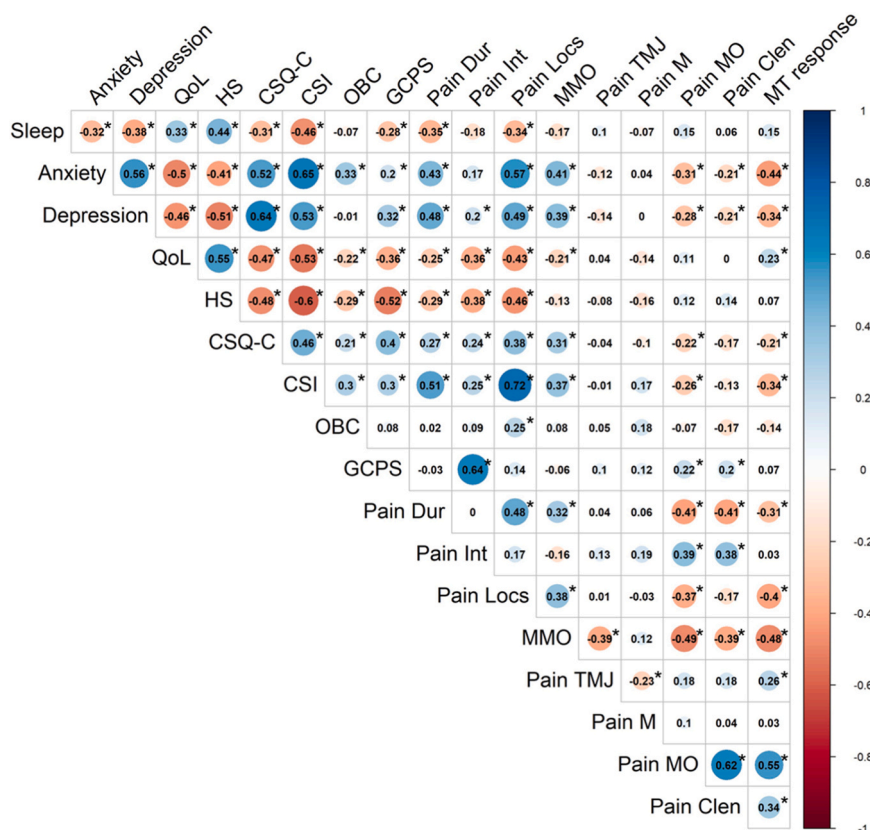 Anxiety Depression QoL HS CSQ-C CSI OBC GCPS Pain Dur Pain Int Pain Locs MMO Pain TMJ Pain M Pain MO Pain Clen MT response
Sleep -0.32* -0.38* 0.33* 0.44* -0.31* -0.46* -0.07 -0.28* -0.35* -0.18 -0.34* -0.17 0.1 -0.07 0.15 0.06 0.15
Anxiety 0.56* -0.5* -0.41* 0.52* 0.65* 0.33* 0.2* 0.43* 0.17 0.57* 0.41* -0.12 0.04 -0.31* -0.21* -0.44*
Depression -0.46* -0.51* 0.64* 0.53* -0.01 0.32* 0.48* 0.2* 0.49* 0.39* -0.14 0 -0.28* -0.21* -0.34*
QoL 0.55* -0.47* -0.53* -0.22* -0.36* -0.25* -0.36* -0.43* -0.21* 0.04 -0.14 0.11 0 0.23*
HS -0.48* -0.6* -0.29* -0.52* -0.29* -0.38* -0.46* -0.13 -0.08 -0.16 0.12 0.14 0.07
CSQ-C 0.46* 0.21* 0.4* 0.27* 0.24* 0.38* 0.31* -0.04 -0.1 -0.22* -0.17 -0.21*
CSI 0.3* 0.3* 0.51* 0.25* 0.72* 0.37* -0.01 0.17 -0.26* -0.13 -0.34*
OBC 0.08 0.02 0.09 0.25* 0.08 0.05 0.18 -0.07 -0.17 -0.14
GCPS -0.03 0.64* 0.14 -0.06 0.1 0.12 0.22* 0.2* 0.07
Pain Dur 0 0.48* 0.32* 0.04 0.06 -0.41* -0.41* -0.31*
Pain Int 0.17 -0.16 0.13 0.19 0.39* 0.38* 0.03
Pain Locs 0.38* 0.01 -0.03 -0.37* -0.17 -0.4*
MMO -0.39* 0.12 -0.49* -0.39* -0.48*
Pain TMJ -0.23* 0.18 0.18 0.26*
Pain M 0.1 0.04 0.03
Pain MO 0.62* 0.55*
Pain Clen 0.34*
1
0.8
0.6
0.4
0.2
0
-0.2
-0.4
-0.6
-0.8
-1